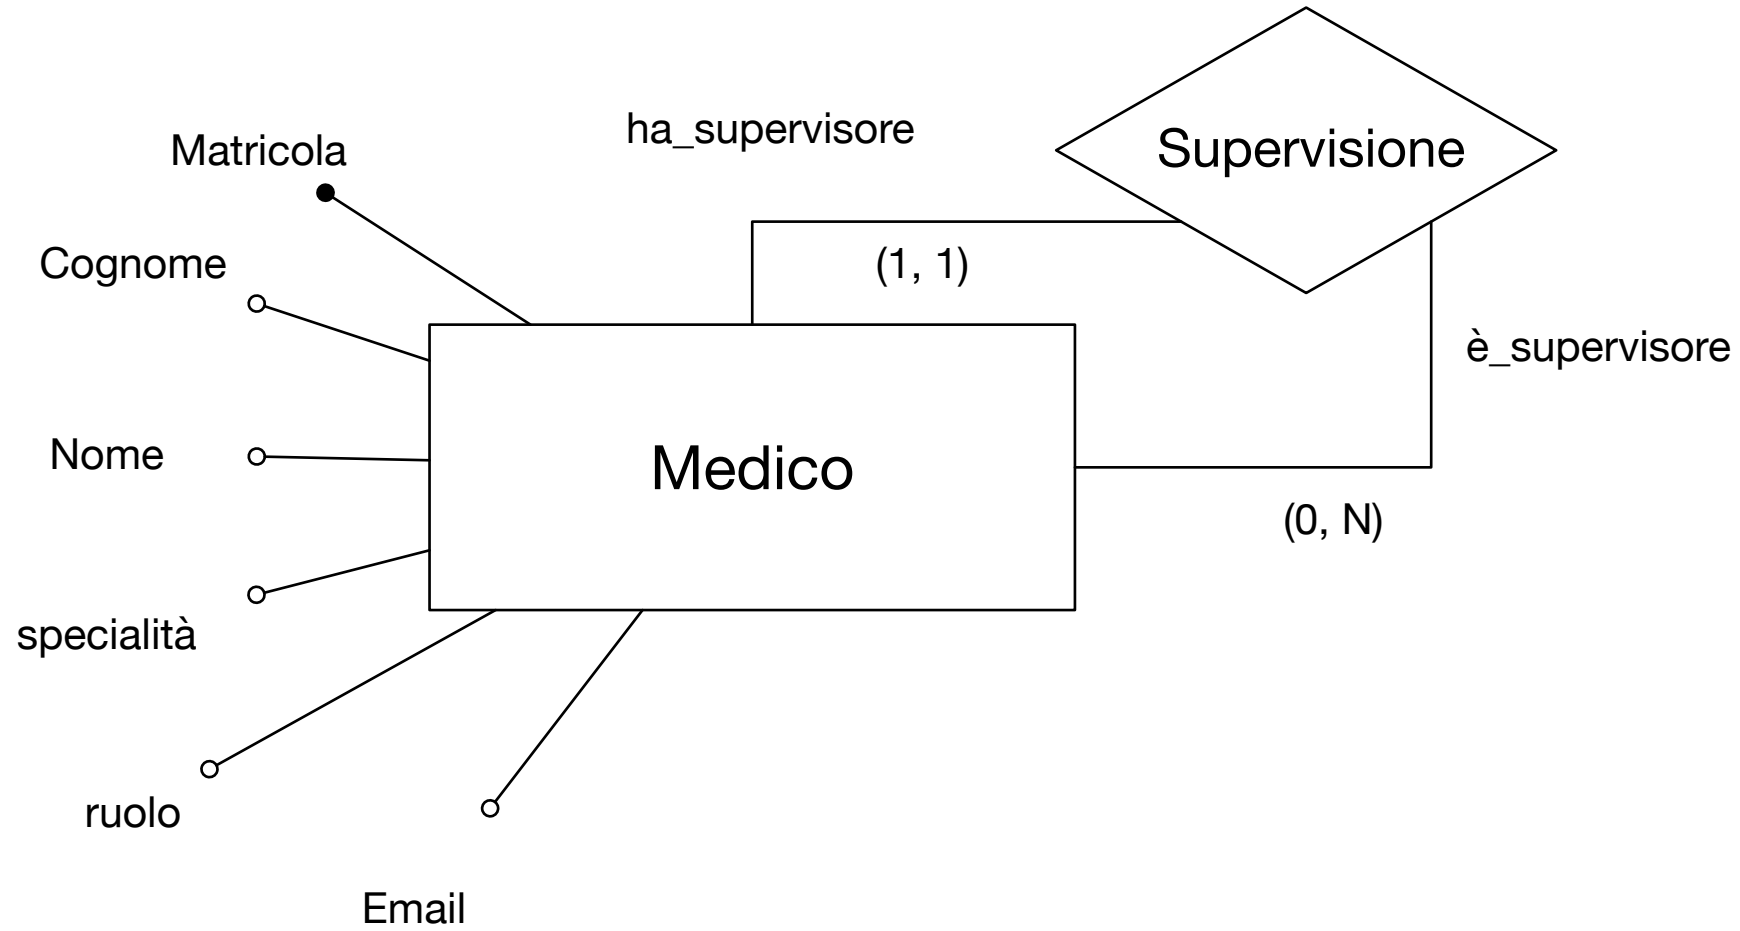 ha_supervisore
Supervisione
Matricola
Cognome
(1, 1)
è_supervisore
Nome
Medico
(0, N)
specialità
ruolo
Email